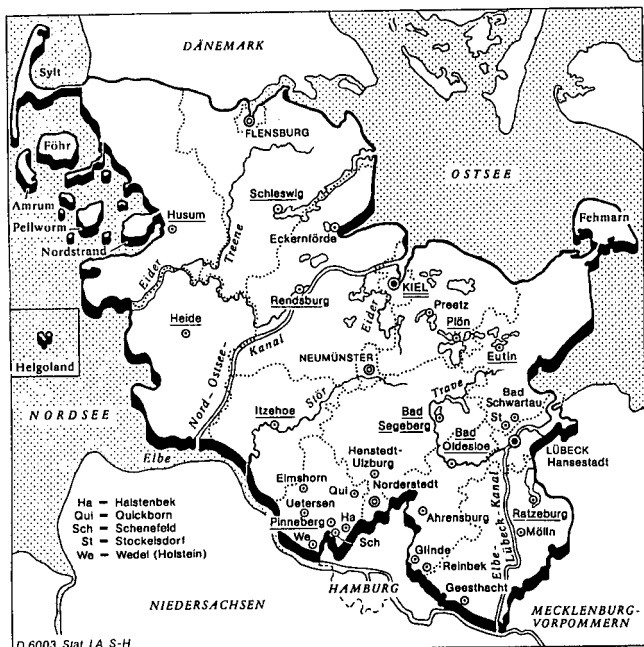 DÄNEMARK
Sylt
FLENSBURG
Föhr
OSTSEE
Amrum
Schleswig
Fehmarn
Pellworm
Husum
Eckernförde
Nordstrand
Treene
Eider
KIEL
Rendsburg
Preetz
Heide
Eider
Plön
Kanal
Eutin
Helgoland
NEUMÜNSTER
Nord-Ostsee-
Stör
Trave
Bad
Schwartau
NORDSEE
Itzehoe
Bad
Segeberg
St
Bad
Oldesloe
LÜBECK
Hansestadt
Elbe
Henstedt-
Ulzburg
Elmshorn
Norderstedt
Qui
Ha = Halstenbek
Qui = Quickborn
Sch = Schenefeld
St = Stockelsdorf
We = Wedel (Holstein)
Uetersen
Ratzeburg
Pinneberg
Ha
Ahrensburg
Elbe-
Lübeck-Kanal
Mölln
We
Sch
Glinde
Reinbek
Geesthacht
HAMBURG
NIEDERSACHSEN
MECKLENBURG-
VORPOMMERN
D 6003 Stat. LA S-H